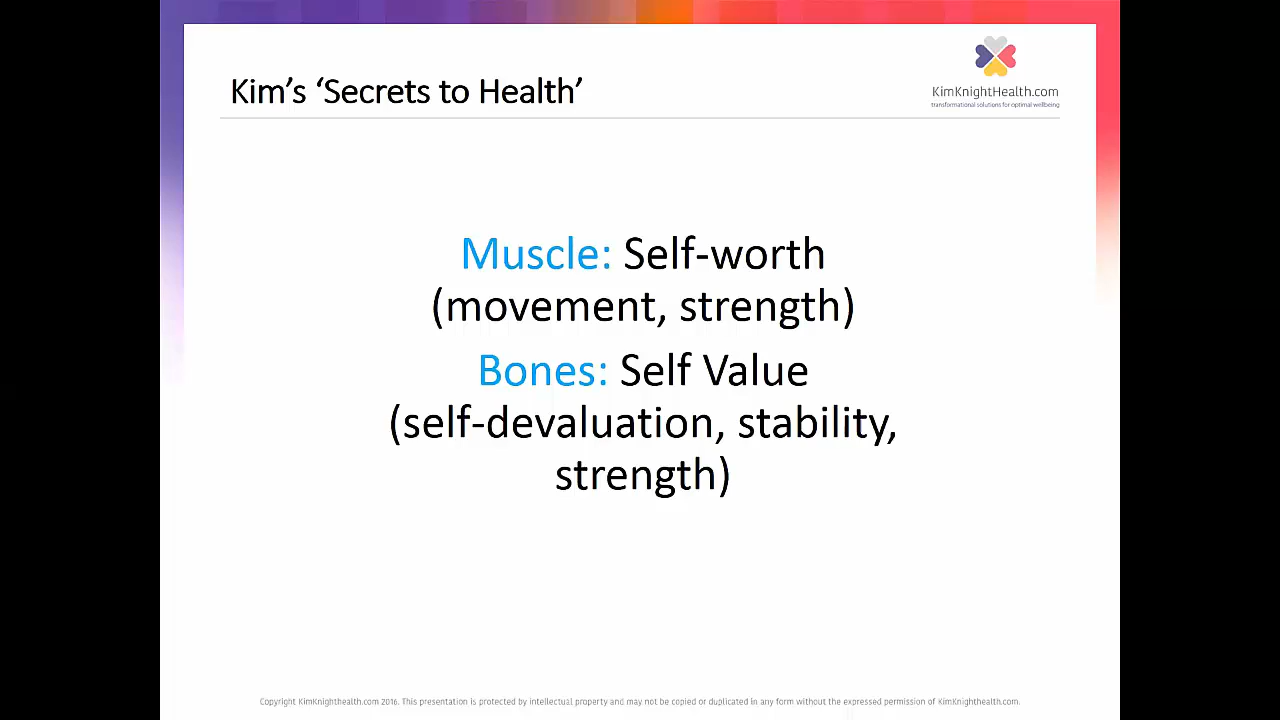 Kim's 'Secrets to Health'
KimKnightHealth.com
transformational solutions for optimal wellbeing
Muscle: Self-worth
(movement, strength)
Bones: Self Value
(self-devaluation, stability,
strength)
Copyright KimKnighthealth.com 2016. This presentation is protected by intellectual property and may not be copied or duplicated in any form without the expressed permission of KimKnighthealth.com.